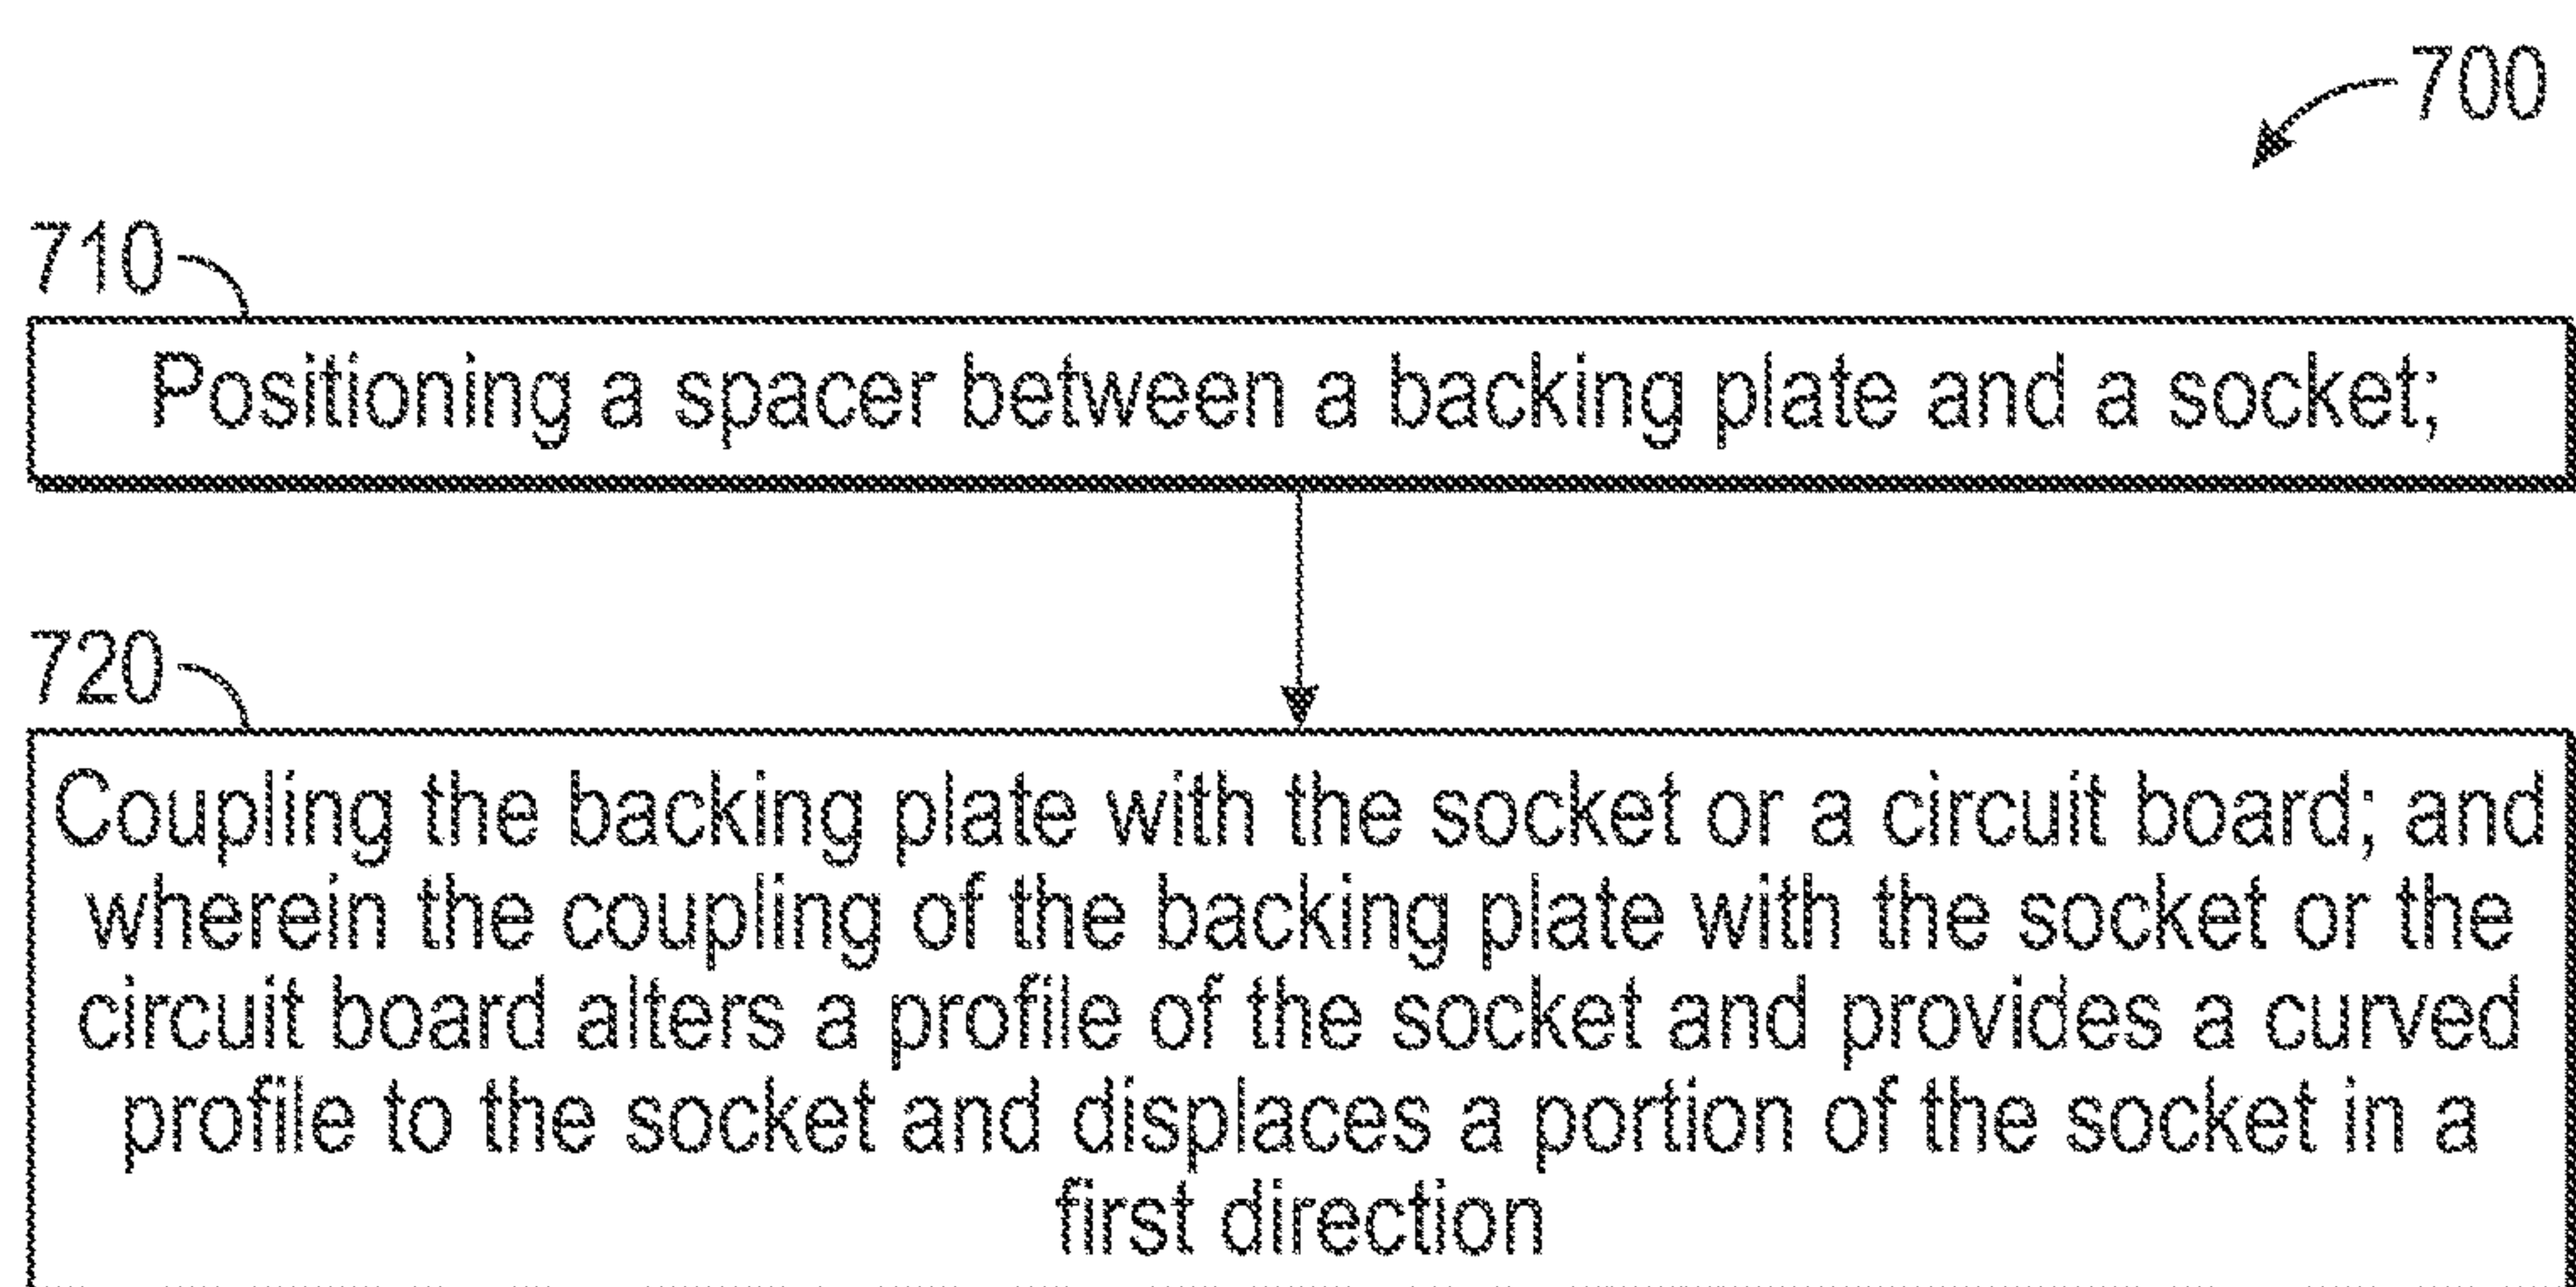 700
710
Positioning a spacer between a backing plate and a socket;
720
Coupling the backing plate with the socket or a circuit board; and
wherein the coupling of the backing plate with the socket or the
circuit board alters a profile of the socket and provides a curved
profile to the socket and displaces a portion of the socket in a
first direction